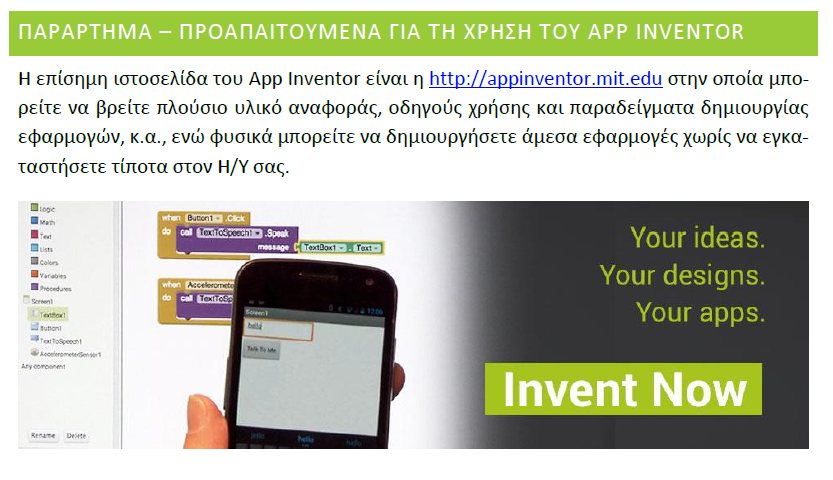 ΠΑΡΑΡΤΗΜΑ – ΠΡΟΑΠΑΙΤΟΥΜΕΝΑ ΓΙΑ ΤΗ ΧΡΗΣΗ ΤΟΥ APP INVENTOR
Η επίσημη ιστοσελίδα του App Inventor είναι η http://appinventor.mit.edu στην οποία μπο-
ρείτε να βρείτε πλούσιο υλικό αναφοράς, οδηγούς χρήσης και παραδείγματα δημιουργίας
εφαρμογών, κ.α., ενώ φυσικά μπορείτε να δημιουργήσετε άμεσα εφαρμογές χωρίς να εγκα-
ταστήσετε τίποτα στον Η/Υ σας.
Logic
Math
Text
Lists
Colors
Variables
Procedures
Screen1
TextBox1
Button1
TextToSpeech1
AccelerometerSensor1
Any component
Rename Delete
when Button1 .Click
do call TextToSpeech1 .Speak
message TextBox1 . Text
when Accelerometer
do call TextToSp
Screen1
hello
Talk To Me
hello
hello
Your ideas.
Your designs.
Your apps.
Invent Now